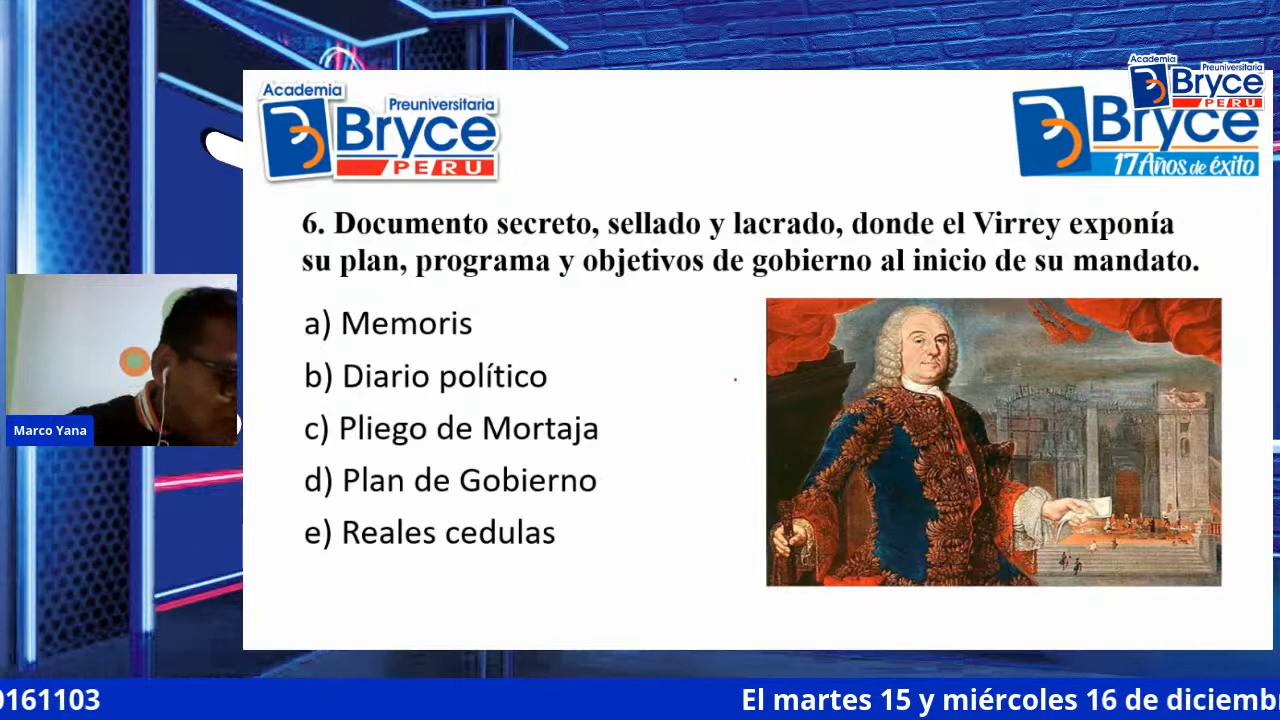 Academia
Preuniversitaria
Bryce
PERU
Academia
Preuniversitaria
Bryce
PERU
Bryce
17 Años de éxito
6. Documento secreto, sellado y lacrado, donde el Virrey exponía
su plan, programa y objetivos de gobierno al inicio de su mandato.
a) Memoris
b) Diario político
c) Pliego de Mortaja
d) Plan de Gobierno
e) Reales cedulas
Marco Yana
0161103
El martes 15 y miércoles 16 de diciemb